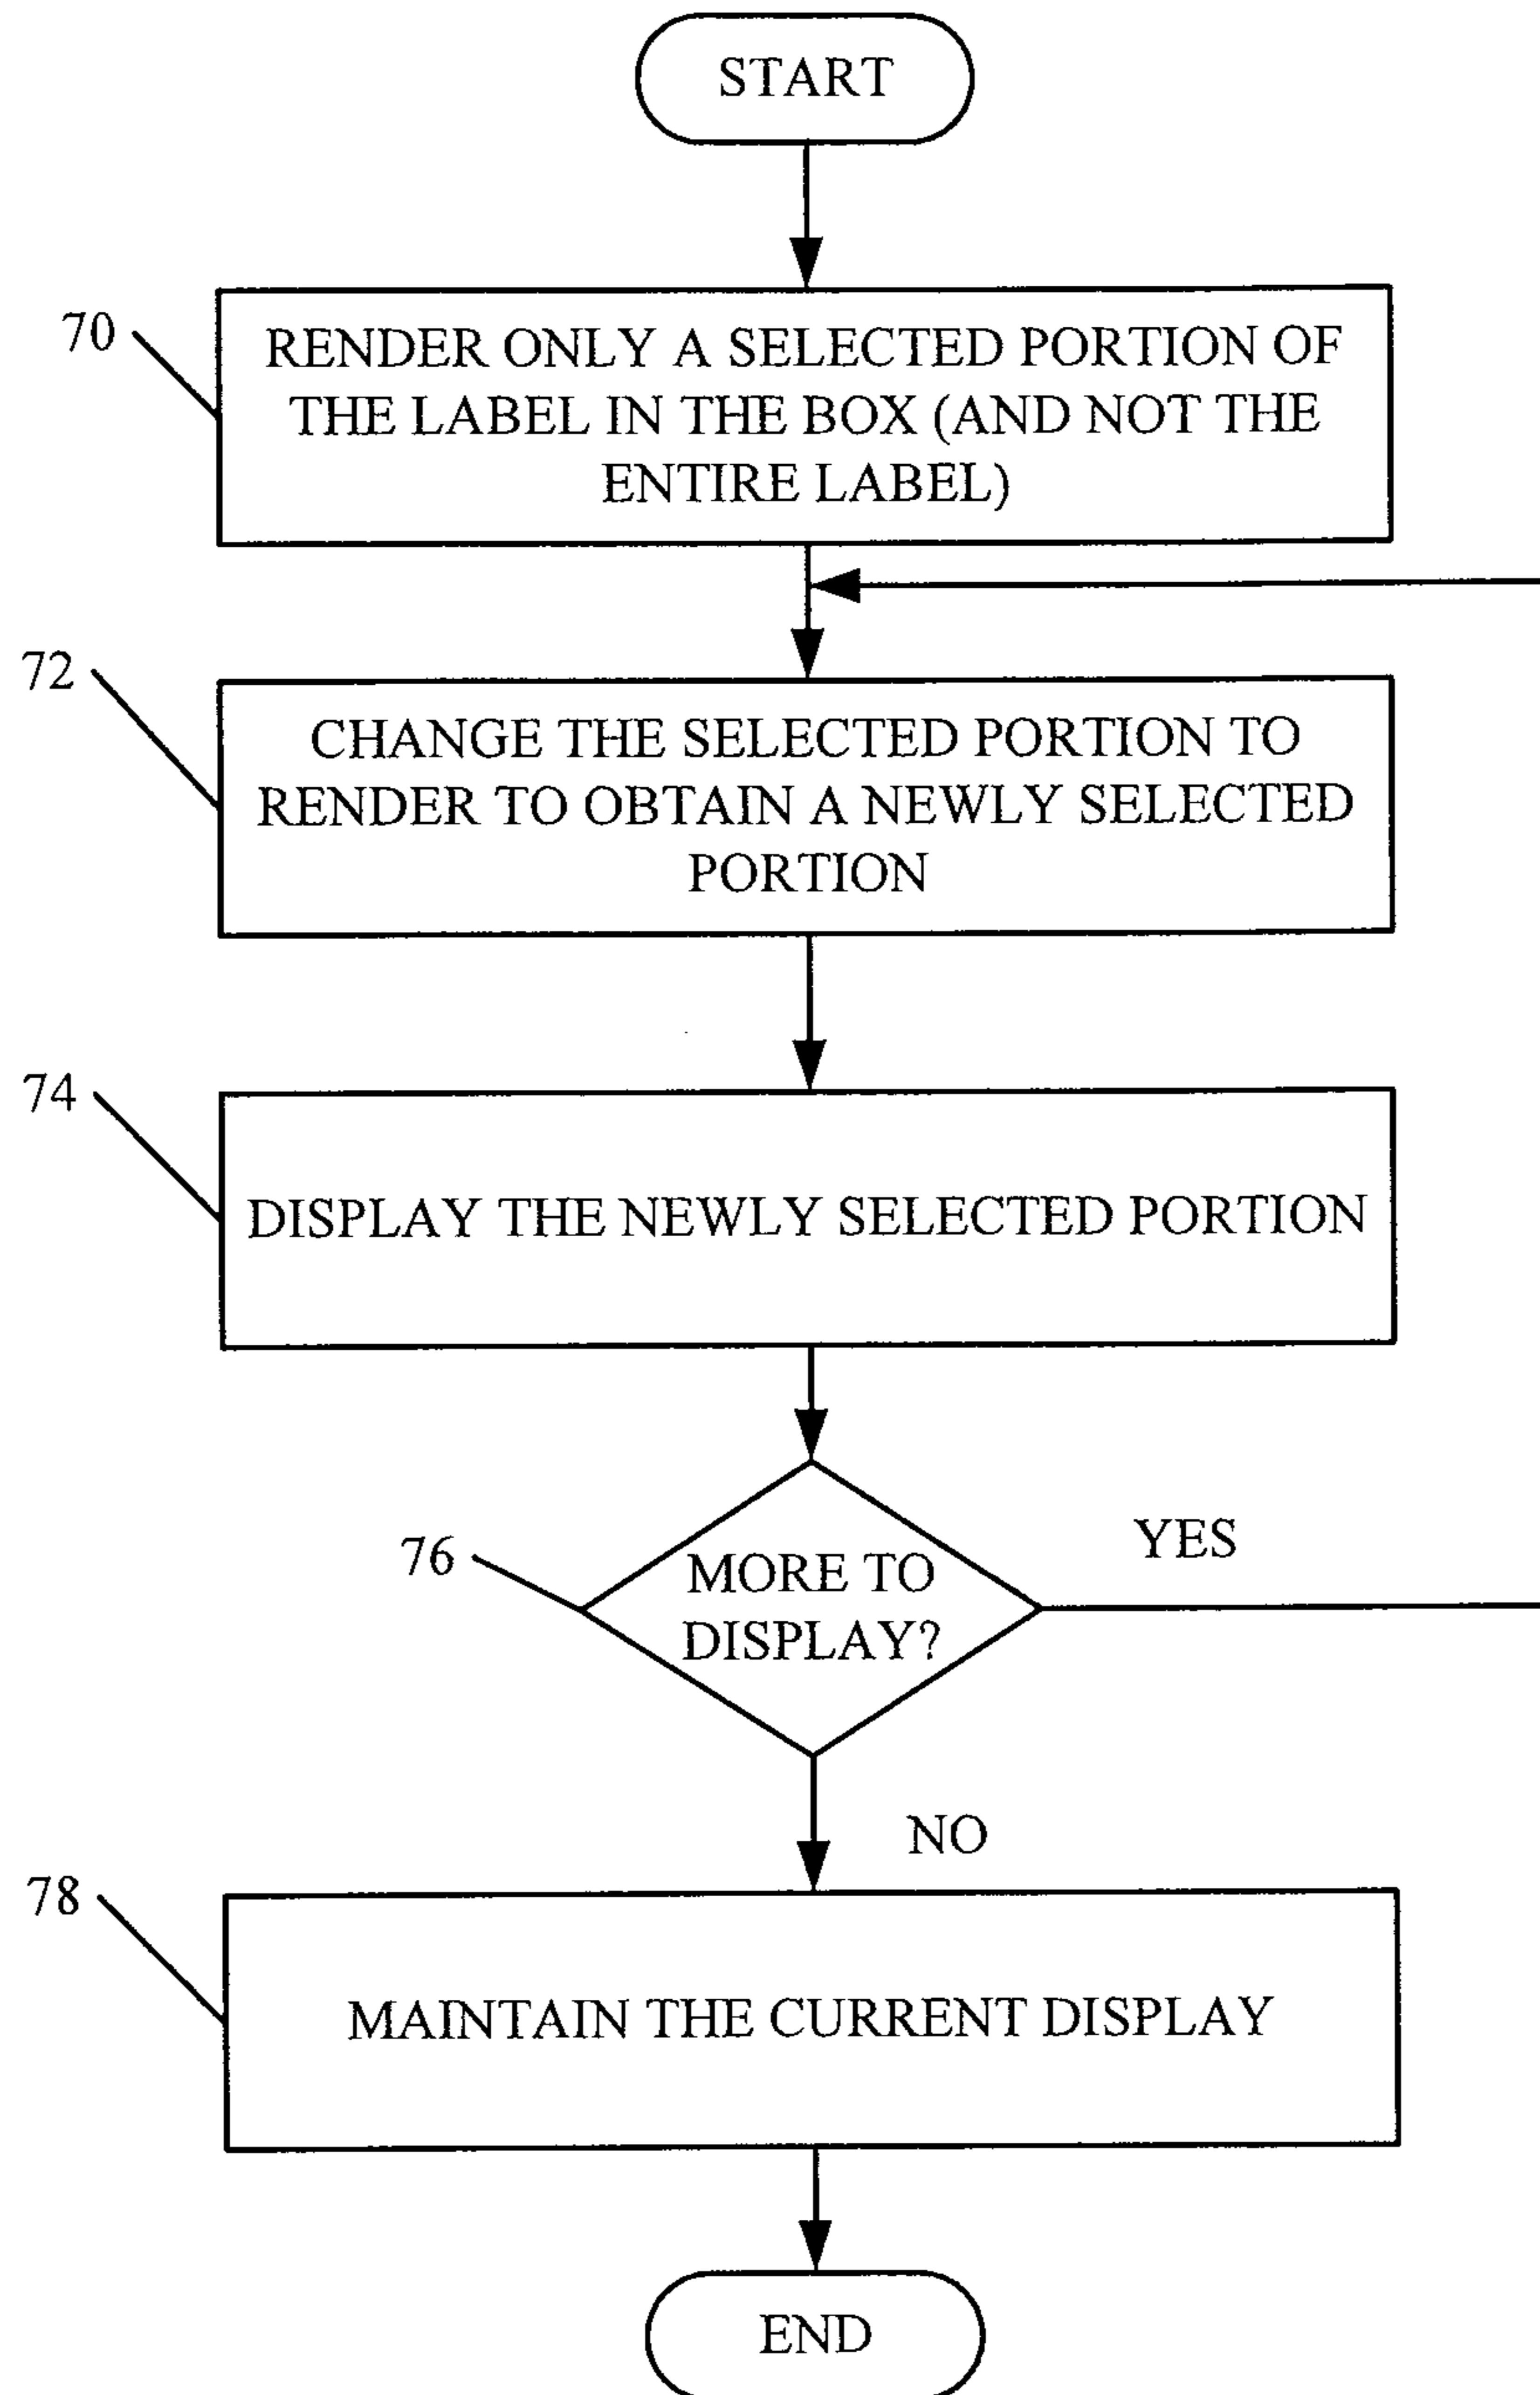 START
70
RENDER ONLY A SELECTED PORTION OF
THE LABEL IN THE BOX (AND NOT THE
ENTIRE LABEL)
72
CHANGE THE SELECTED PORTION TO
RENDER TO OBTAIN A NEWLY SELECTED
PORTION
74
DISPLAY THE NEWLY SELECTED PORTION
76
MORE TO
DISPLAY?
YES
NO
78
MAINTAIN THE CURRENT DISPLAY
END